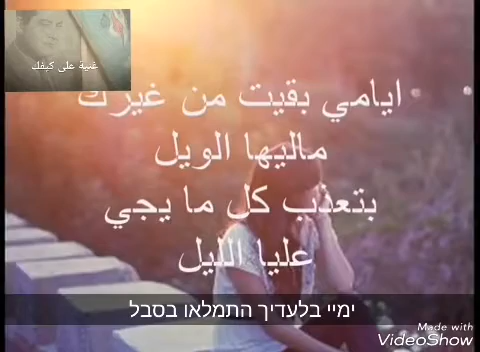 غنية على كيفك
ايامي بقيت من غيرك
ماليها الويل
بتعذب كل ما يجي
عليا الليل
ימיי בלעדיך התמלאו בסבל
Made with
VideoShow